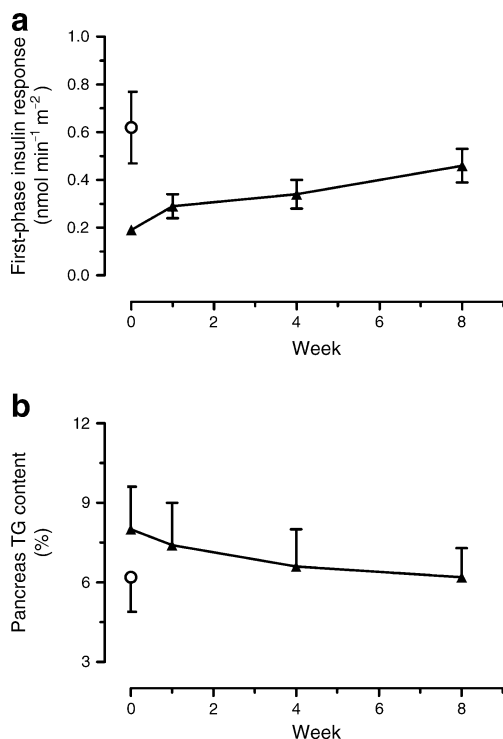 a
First-phase insulin response
(nmol min⁻¹ m⁻²)
1.0
0.8
0.6
0.4
0.2
0.0
0 2 4 6 8
Week
b
Pancreas TG content
(%)
12
9
6
3
0 2 4 6 8
Week